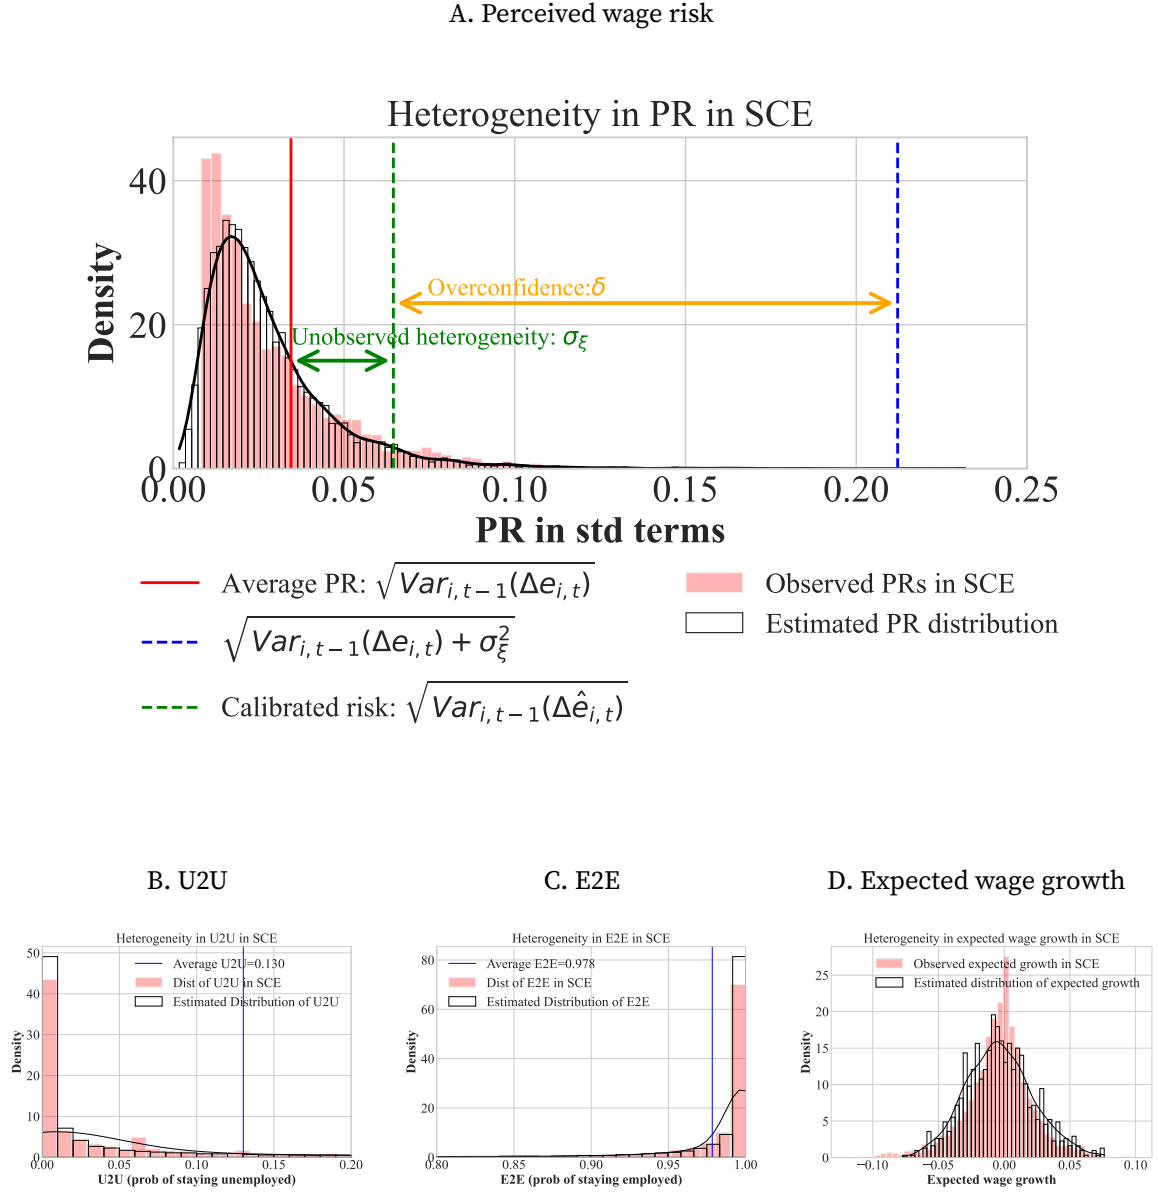 A. Perceived wage risk
Heterogeneity in PR in SCE
40
20
0
Density
Overconfidence:δ
Unobserved heterogeneity: σ_ξ
0.00 0.05 0.10 0.15 0.20 0.25
PR in std terms
Average PR: √Var_{i,t−1}(Δe_{i,t})
√Var_{i,t−1}(Δe_{i,t}) + σ_ξ^2
Calibrated risk: √Var_{i,t−1}(Δê_{i,t})
Observed PRs in SCE
Estimated PR distribution
B. U2U
Heterogeneity in U2U in SCE
Average U2U=0.130
Dist of U2U in SCE
Estimated Distribution of U2U
50
40
30
20
10
0
Density
0.00 0.05 0.10 0.15 0.20
U2U (prob of staying unemployed)
C. E2E
Heterogeneity in E2E in SCE
Average E2E=0.978
Dist of E2E in SCE
Estimated Distribution of E2E
80
60
40
20
0
Density
0.80 0.85 0.90 0.95 1.00
E2E (prob of staying employed)
D. Expected wage growth
Heterogeneity in expected wage growth in SCE
Observed expected growth in SCE
Estimated distribution of expected growth
25
20
15
10
5
0
Density
−0.10 −0.05 0.00 0.05 0.10
Expected wage growth